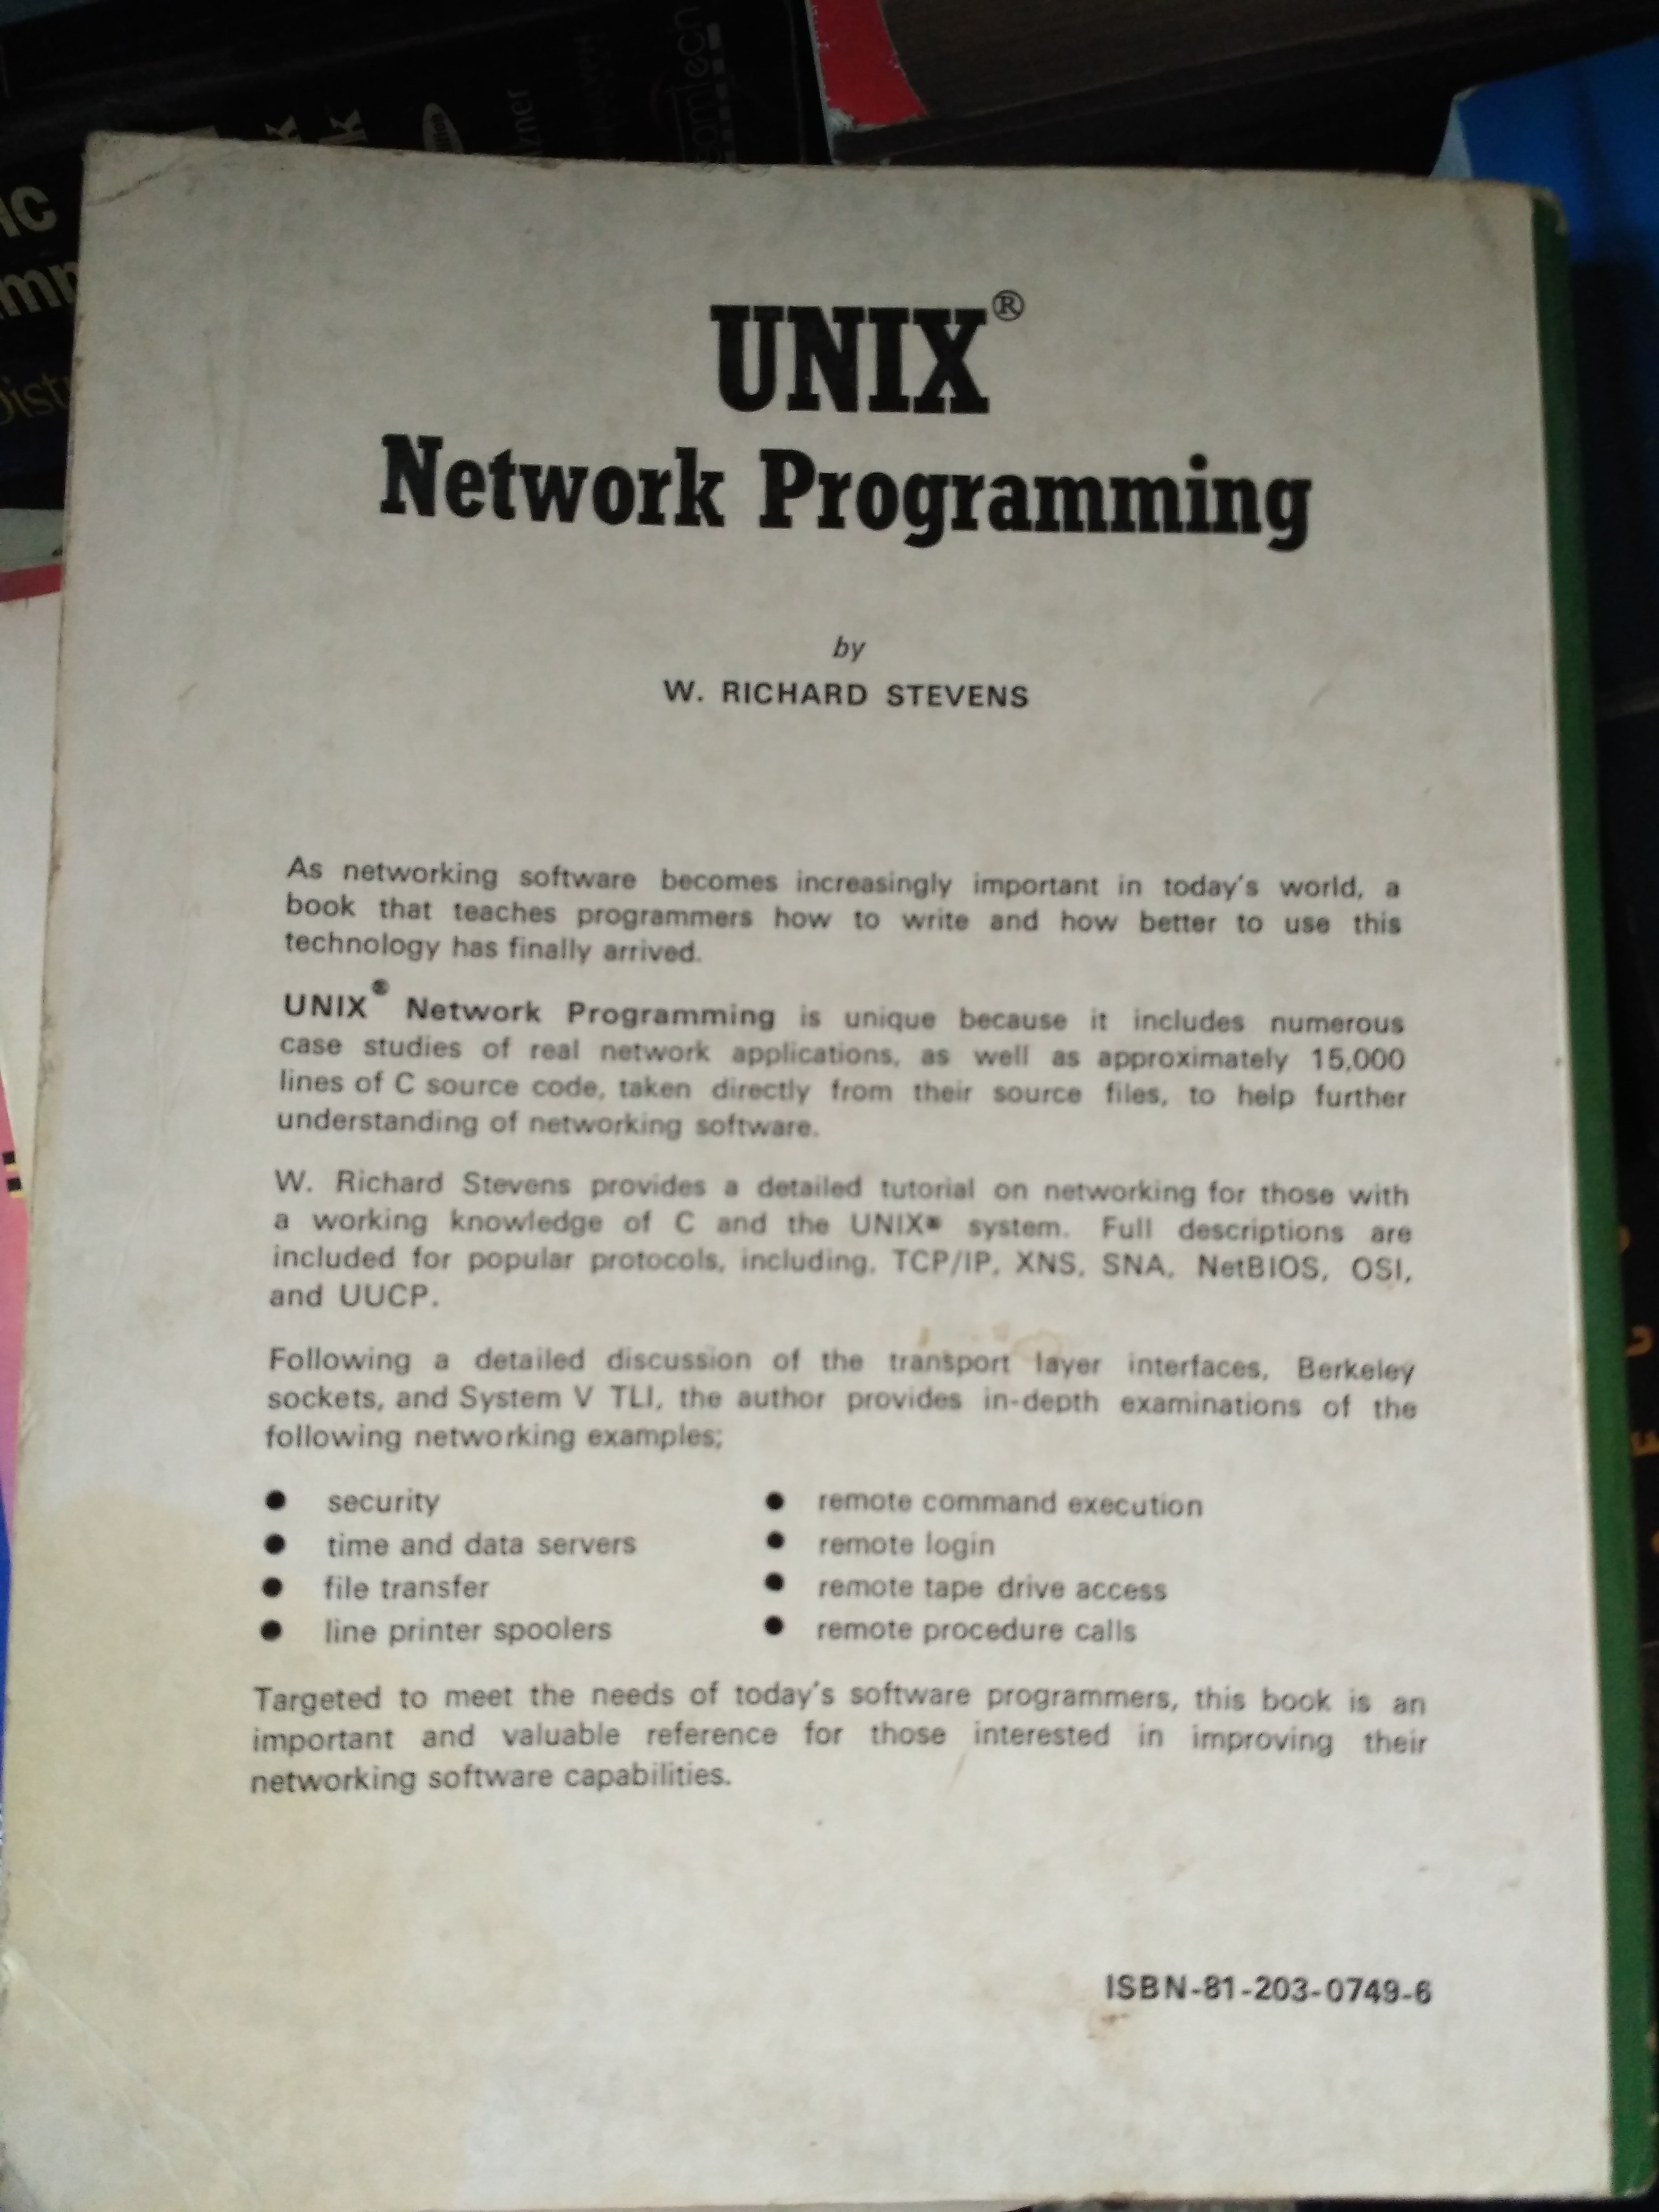 UNIX®
Network Programming
by
W. RICHARD STEVENS
As networking software becomes increasingly important in today's world, a
book that teaches programmers how to write and how better to use this
technology has finally arrived.
UNIX® Network Programming is unique because it includes numerous
case studies of real network applications, as well as approximately 15,000
lines of C source code, taken directly from their source files, to help further
understanding of networking software.
W. Richard Stevens provides a detailed tutorial on networking for those with
a working knowledge of C and the UNIX® system. Full descriptions are
included for popular protocols, including, TCP/IP, XNS, SNA, NetBIOS, OSI,
and UUCP.
Following a detailed discussion of the transport layer interfaces, Berkeley
sockets, and System V TLI, the author provides in-depth examinations of the
following networking examples;
● security
● time and data servers
● file transfer
● line printer spoolers
● remote command execution
● remote login
● remote tape drive access
● remote procedure calls
Targeted to meet the needs of today's software programmers, this book is an
important and valuable reference for those interested in improving their
networking software capabilities.
ISBN-81-203-0749-6